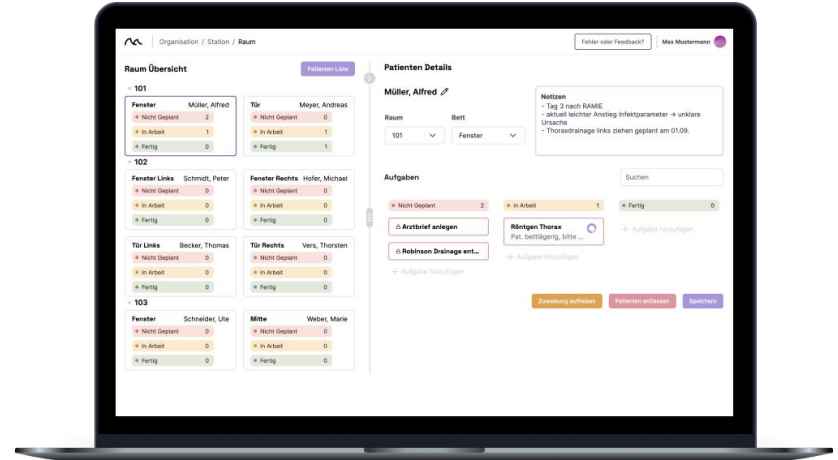 Organisation / Station / Raum
Fehler oder Feedback?
Max Mustermann
Raum Übersicht
Patienten Liste
101
Fenster Müller, Alfred
Nicht Geplant 2
In Arbeit 1
Fertig 0
Tür Meyer, Andreas
Nicht Geplant 0
In Arbeit 1
Fertig 1
102
Fenster Links Schmidt, Peter
Nicht Geplant 0
In Arbeit 0
Fertig 0
Fenster Rechts Hofer, Michael
Nicht Geplant 0
In Arbeit 0
Fertig 0
Tür Links Becker, Thomas
Nicht Geplant 0
In Arbeit 0
Fertig 0
Tür Rechts Vers, Thorsten
Nicht Geplant 0
In Arbeit 0
Fertig 0
103
Fenster Schneider, Ute
Nicht Geplant 0
In Arbeit 0
Fertig 0
Mitte Weber, Marie
Nicht Geplant 0
In Arbeit 0
Fertig 0
Patienten Details
Müller, Alfred
Raum Bett
101 Fenster
Notizen
- Tag 3 nach RAMIE
- aktuell leichter Anstieg Infektparameter → unklare
Ursache
- Thoraxdrainage links ziehen geplant am 01.09.
Aufgaben
Suchen
Nicht Geplant 2
Arztbrief anlegen
Robinson Drainage ent...
+ Aufgabe hinzufügen
In Arbeit 1
Röntgen Thorax
Pat. bettlägerig, bitte ...
+ Aufgabe hinzufügen
Fertig 0
+ Aufgabe hinzufügen
Zuweisung aufheben
Patienten entlassen
Speichern